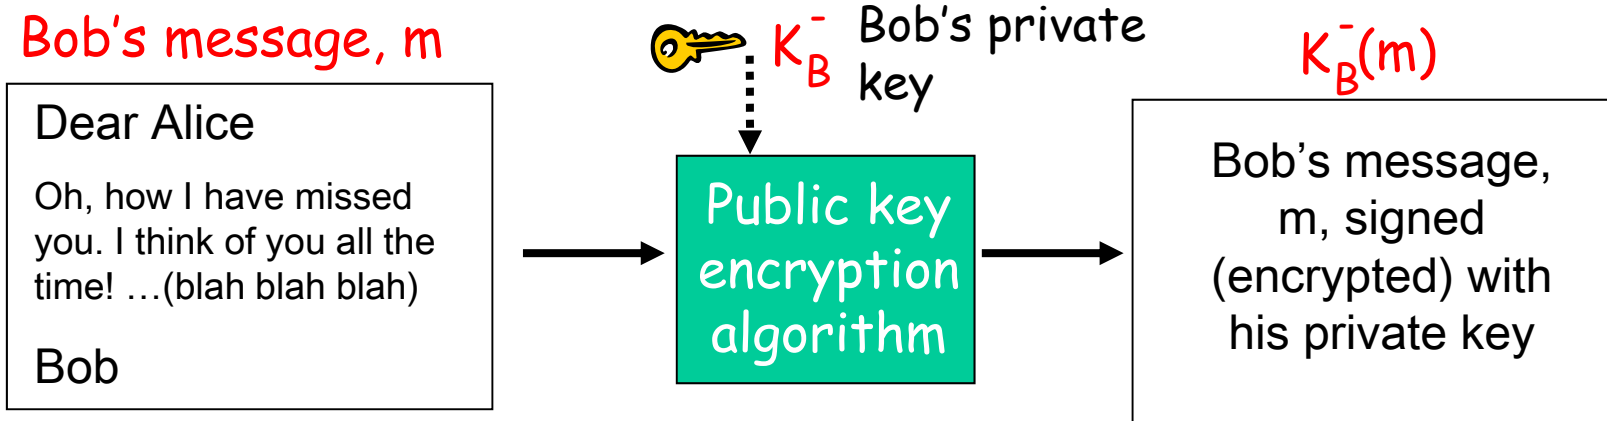 Bob’s message, m
Dear Alice
Oh, how I have missed
you. I think of you all the
time! …(blah blah blah)
Bob
K_B^- Bob’s private
key
Public key
encryption
algorithm
K_B^-(m)
Bob’s message,
m, signed
(encrypted) with
his private key